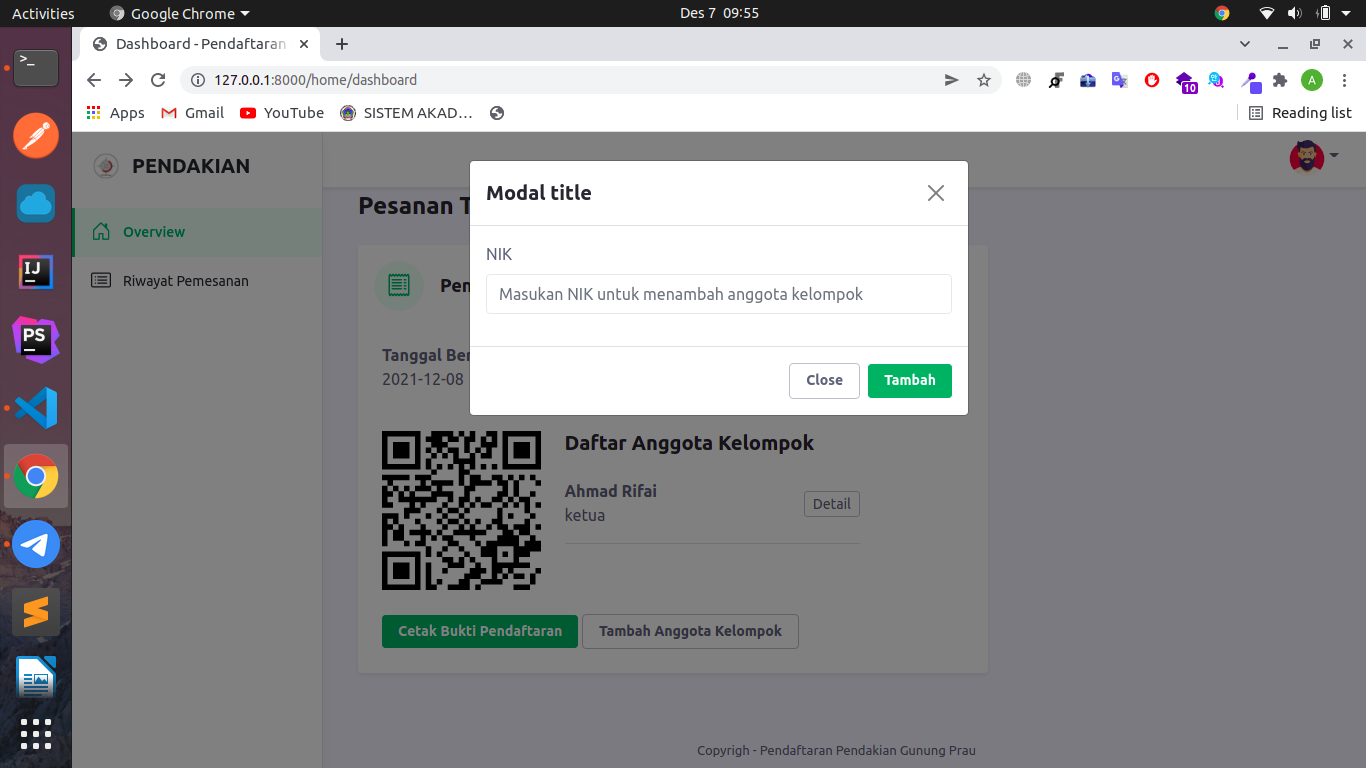 Activities
Google Chrome
Des 7 09:55
Dashboard - Pendaftaran
127.0.0.1:8000/home/dashboard
10
A
Apps
Gmail
YouTube
SISTEM AKAD…
Reading list
PENDAKIAN
Overview
Riwayat Pemesanan
Pesanan T
Modal title
NIK
Masukan NIK untuk menambah anggota kelompok
Close
Tambah
Pen
Tanggal Ber
2021-12-08
Daftar Anggota Kelompok
Ahmad Rifai
ketua
Detail
Cetak Bukti Pendaftaran
Tambah Anggota Kelompok
Copyrigh - Pendaftaran Pendakian Gunung Prau
>_
IJ
PS